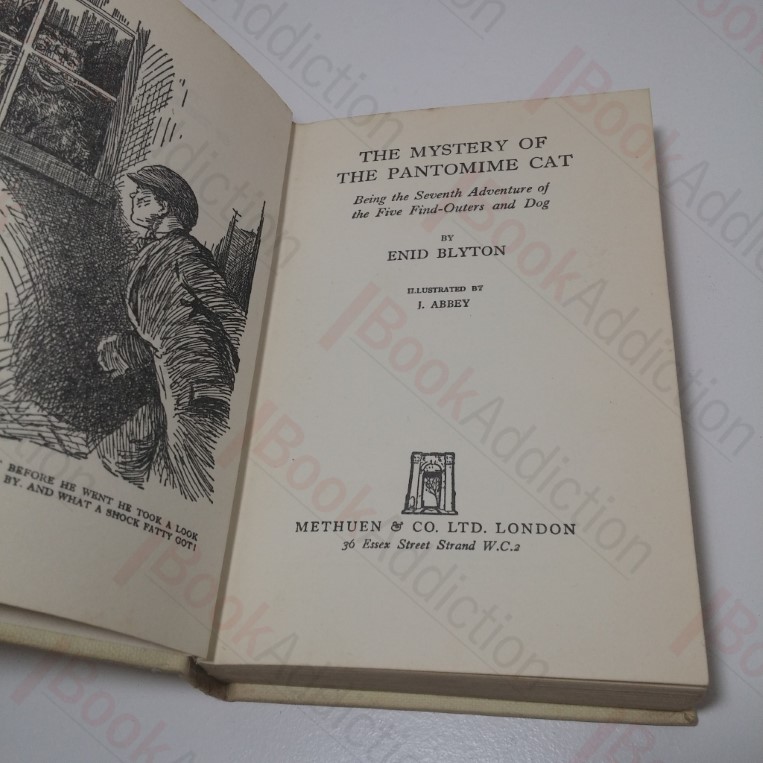 BEFORE HE WENT HE TOOK A LOOK
BY. AND WHAT A SHOCK FATTY GOT!
THE MYSTERY OF
THE PANTOMIME CAT
Being the Seventh Adventure of
the Five Find-Outers and Dog
BY
ENID BLYTON
ILLUSTRATED BY
J. ABBEY
METHUEN & CO. LTD. LONDON
36 Essex Street Strand W.C.2
BookAddiction